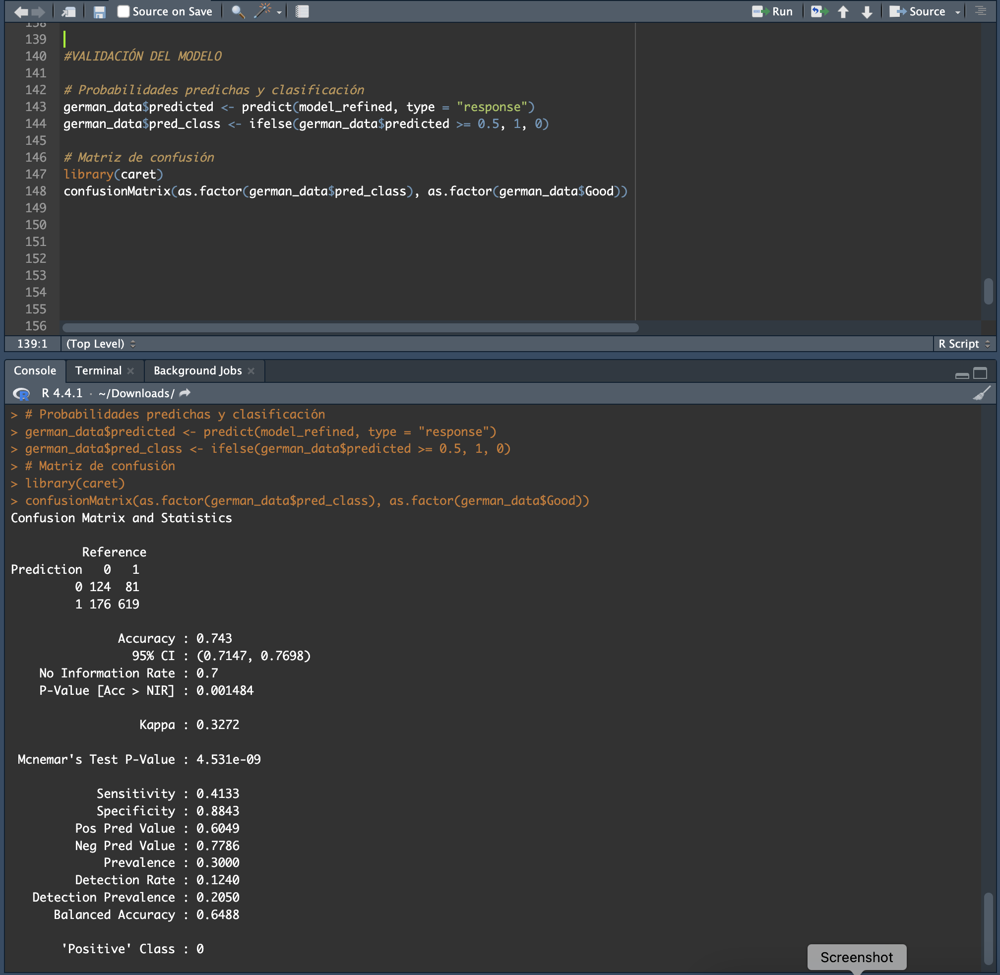 Source on Save
Run
Source
138
139
140 #VALIDACIÓN DEL MODELO
141
142 # Probabilidades predichas y clasificación
143 german_data$predicted <- predict(model_refined, type = "response")
144 german_data$pred_class <- ifelse(german_data$predicted >= 0.5, 1, 0)
145
146 # Matriz de confusión
147 library(caret)
148 confusionMatrix(as.factor(german_data$pred_class), as.factor(german_data$Good))
149
150
151
152
153
154
155
156
139:1 (Top Level) R Script
Console Terminal Background Jobs
R R 4.4.1 · ~/Downloads/
> # Probabilidades predichas y clasificación
> german_data$predicted <- predict(model_refined, type = "response")
> german_data$pred_class <- ifelse(german_data$predicted >= 0.5, 1, 0)
> # Matriz de confusión
> library(caret)
> confusionMatrix(as.factor(german_data$pred_class), as.factor(german_data$Good))
Confusion Matrix and Statistics
Reference
Prediction 0 1
0 124 81
1 176 619
Accuracy : 0.743
95% CI : (0.7147, 0.7698)
No Information Rate : 0.7
P-Value [Acc > NIR] : 0.001484
Kappa : 0.3272
Mcnemar's Test P-Value : 4.531e-09
Sensitivity : 0.4133
Specificity : 0.8843
Pos Pred Value : 0.6049
Neg Pred Value : 0.7786
Prevalence : 0.3000
Detection Rate : 0.1240
Detection Prevalence : 0.2050
Balanced Accuracy : 0.6488
'Positive' Class : 0
Screenshot